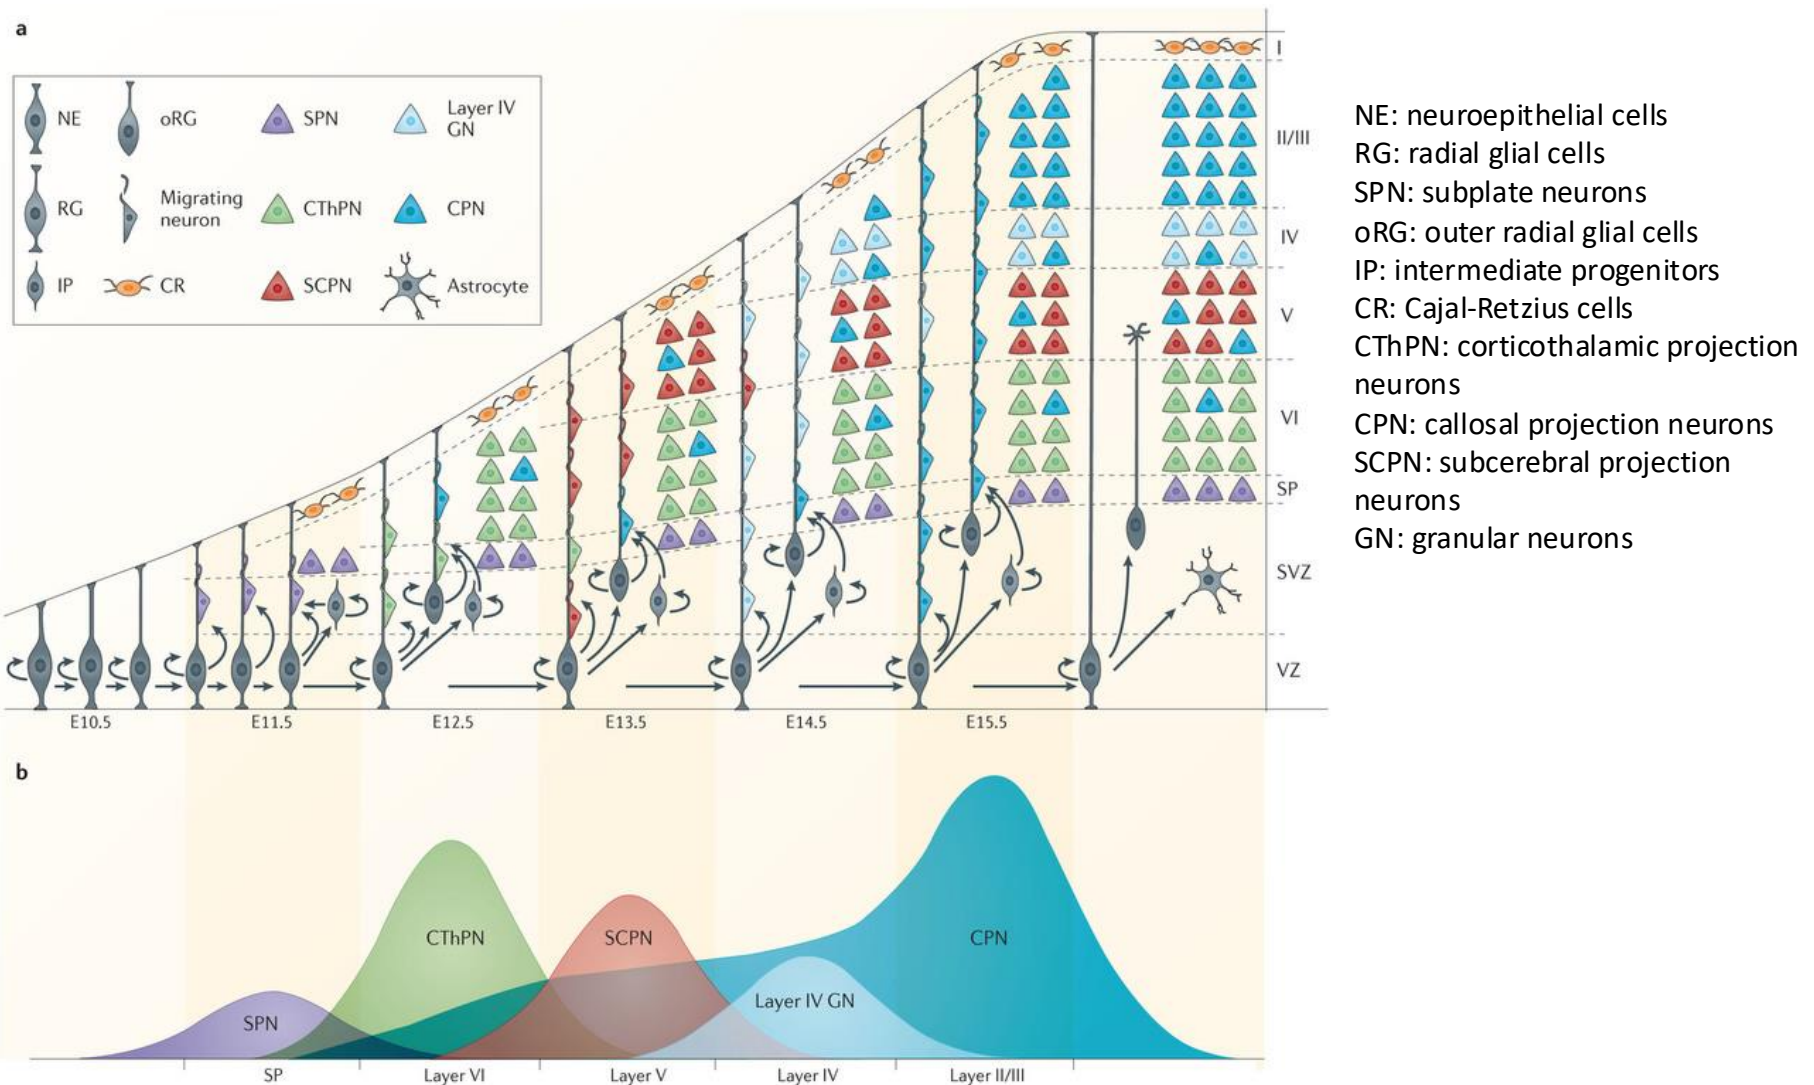 a
NE
oRG
SPN
Layer IV
GN
RG
Migrating
neuron
CThPN
CPN
IP
CR
SCPN
Astrocyte
I
II/III
IV
V
VI
SP
SVZ
VZ
E10.5
E11.5
E12.5
E13.5
E14.5
E15.5
b
SPN
CThPN
SCPN
Layer IV GN
CPN
SP
Layer VI
Layer V
Layer IV
Layer II/III
NE: neuroepithelial cells
RG: radial glial cells
SPN: subplate neurons
oRG: outer radial glial cells
IP: intermediate progenitors
CR: Cajal-Retzius cells
CThPN: corticothalamic projection
neurons
CPN: callosal projection neurons
SCPN: subcerebral projection
neurons
GN: granular neurons